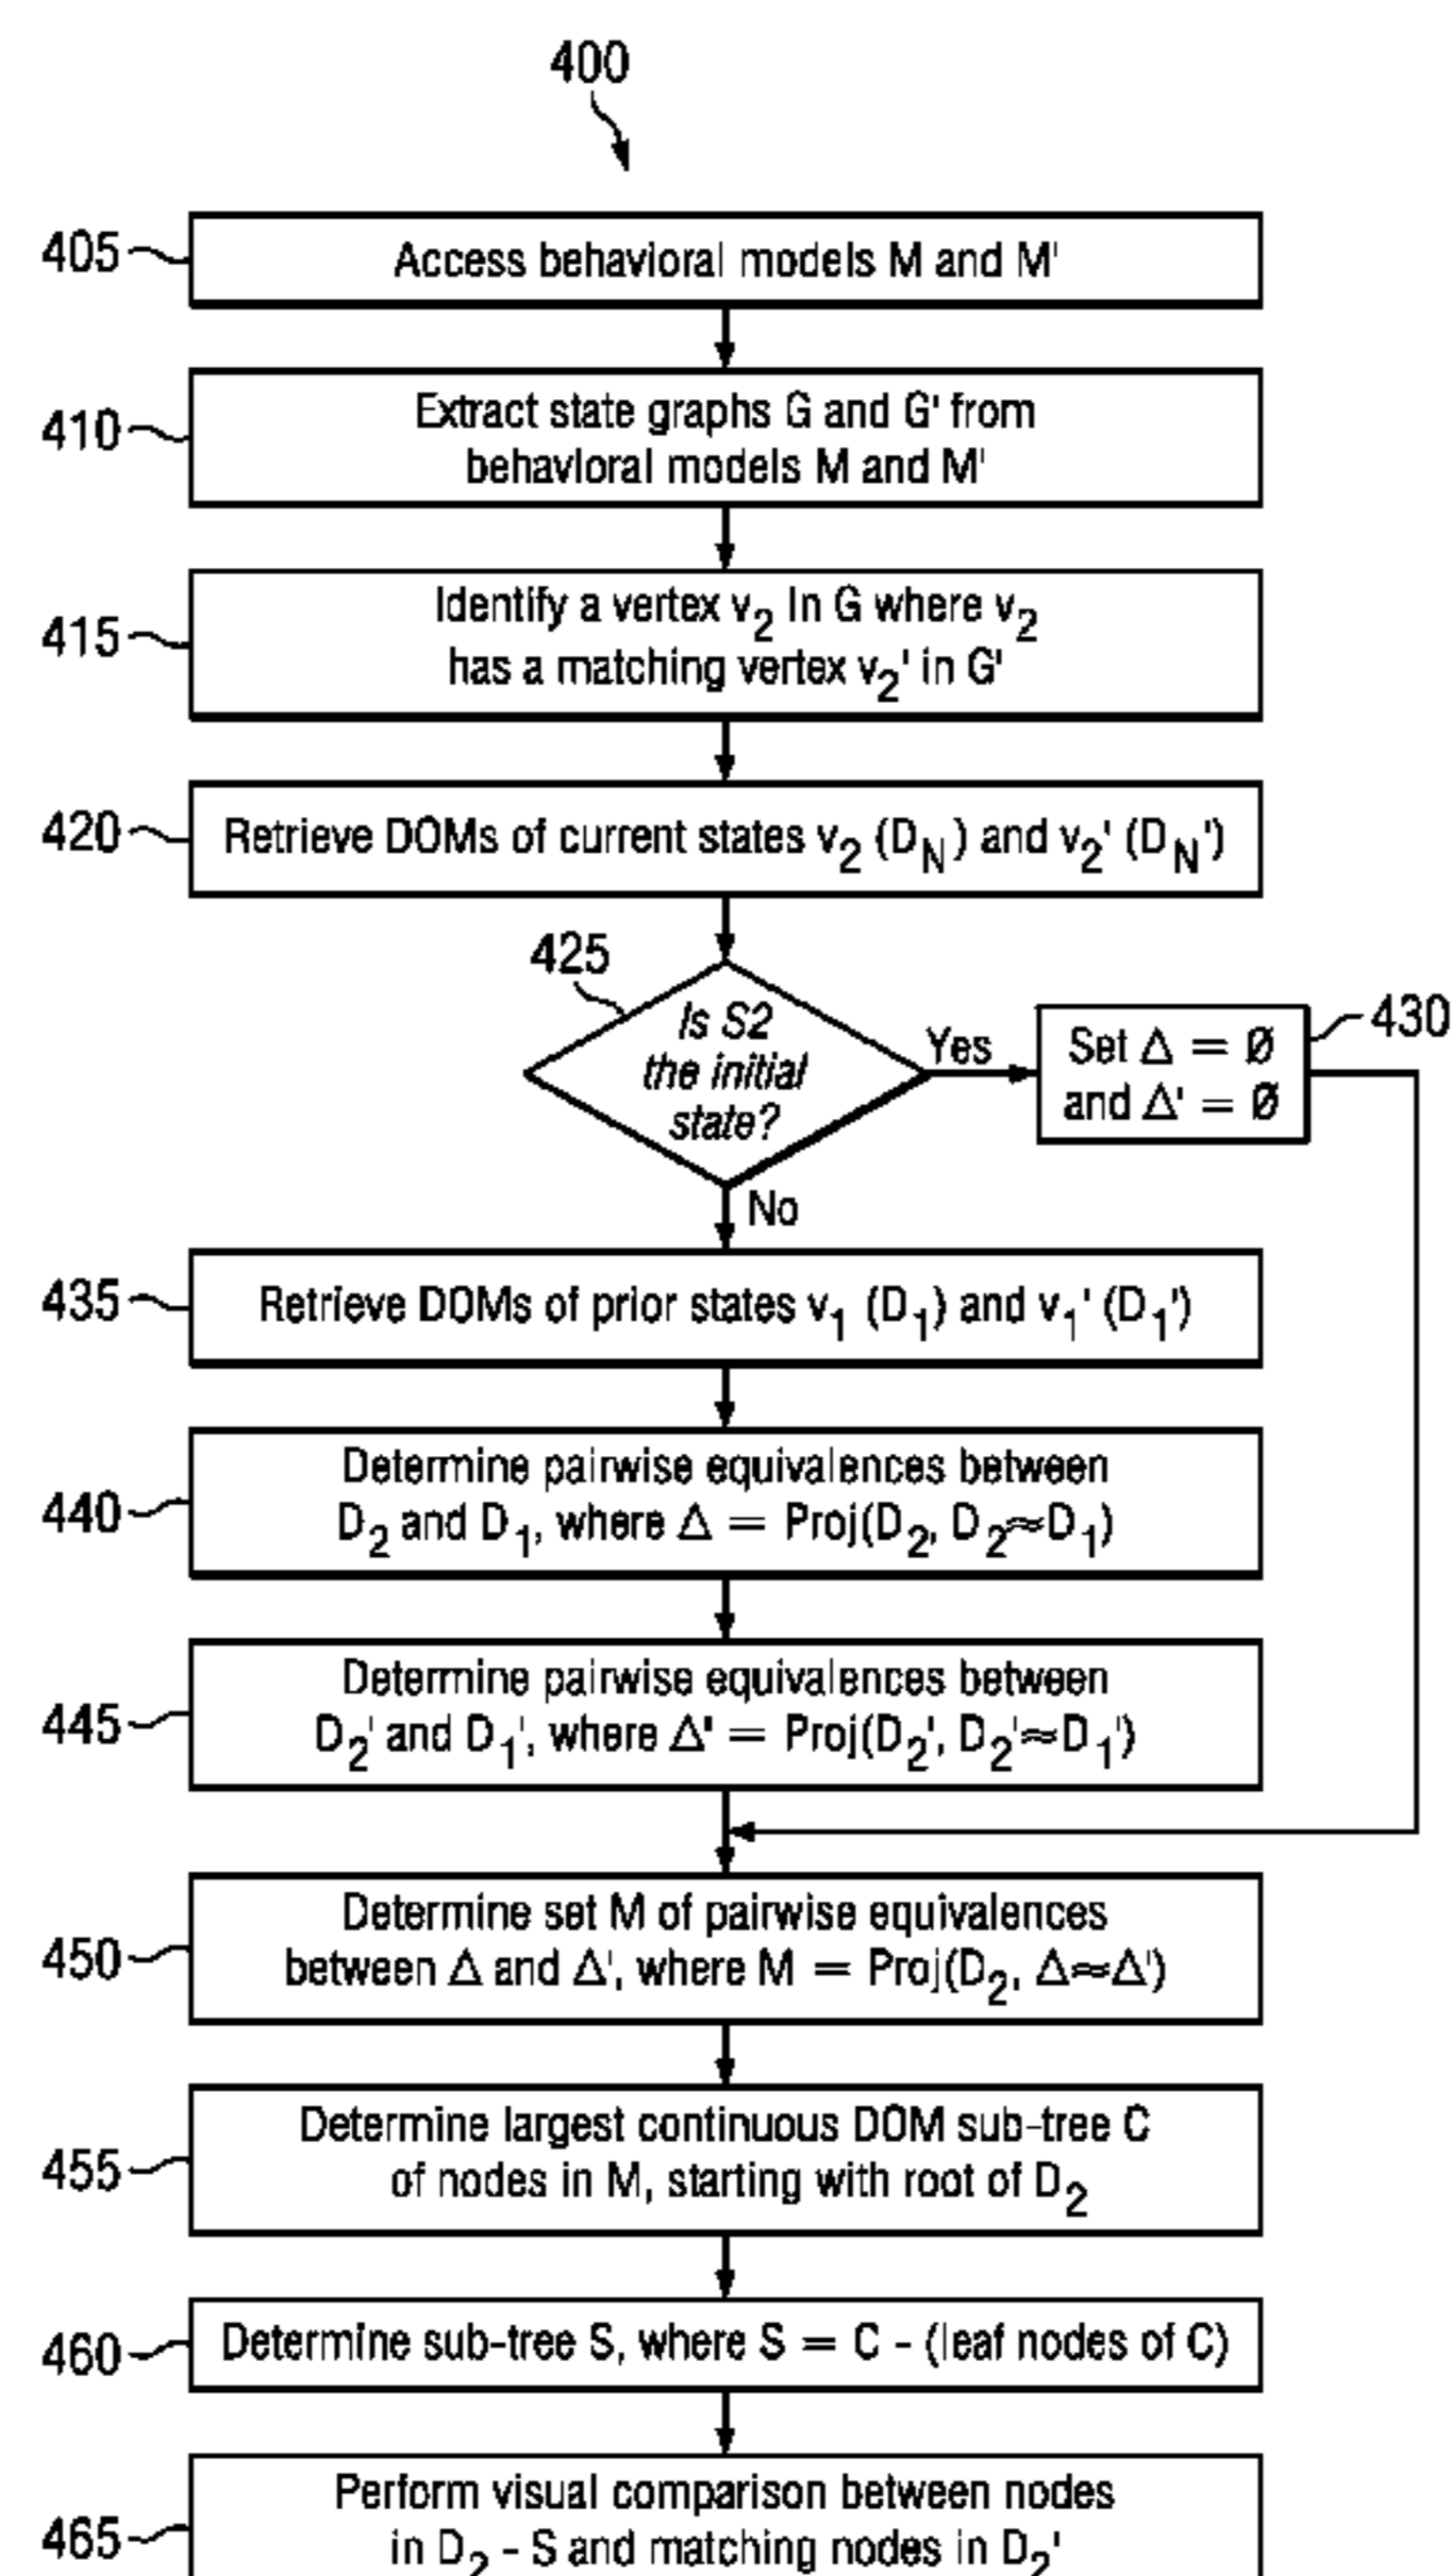 400
405
Access behavioral models M and M'
410
Extract state graphs G and G' from
behavioral models M and M'
415
Identify a vertex v₂ in G where v₂
has a matching vertex v₂' in G'
420
Retrieve DOMs of current states v₂ (D_N) and v₂' (D_N')
425
Is S2
the initial
state?
Yes
430
Set Δ = Ø
and Δ' = Ø
No
435
Retrieve DOMs of prior states v₁ (D₁) and v₁' (D₁')
440
Determine pairwise equivalences between
D₂ and D₁, where Δ = Proj(D₂, D₂≈D₁)
445
Determine pairwise equivalences between
D₂' and D₁', where Δ' = Proj(D₂', D₂'≈D₁')
450
Determine set M of pairwise equivalences
between Δ and Δ', where M = Proj(D₂, Δ≈Δ')
455
Determine largest continuous DOM sub-tree C
of nodes in M, starting with root of D₂
460
Determine sub-tree S, where S = C - (leaf nodes of C)
465
Perform visual comparison between nodes
in D₂ - S and matching nodes in D₂'